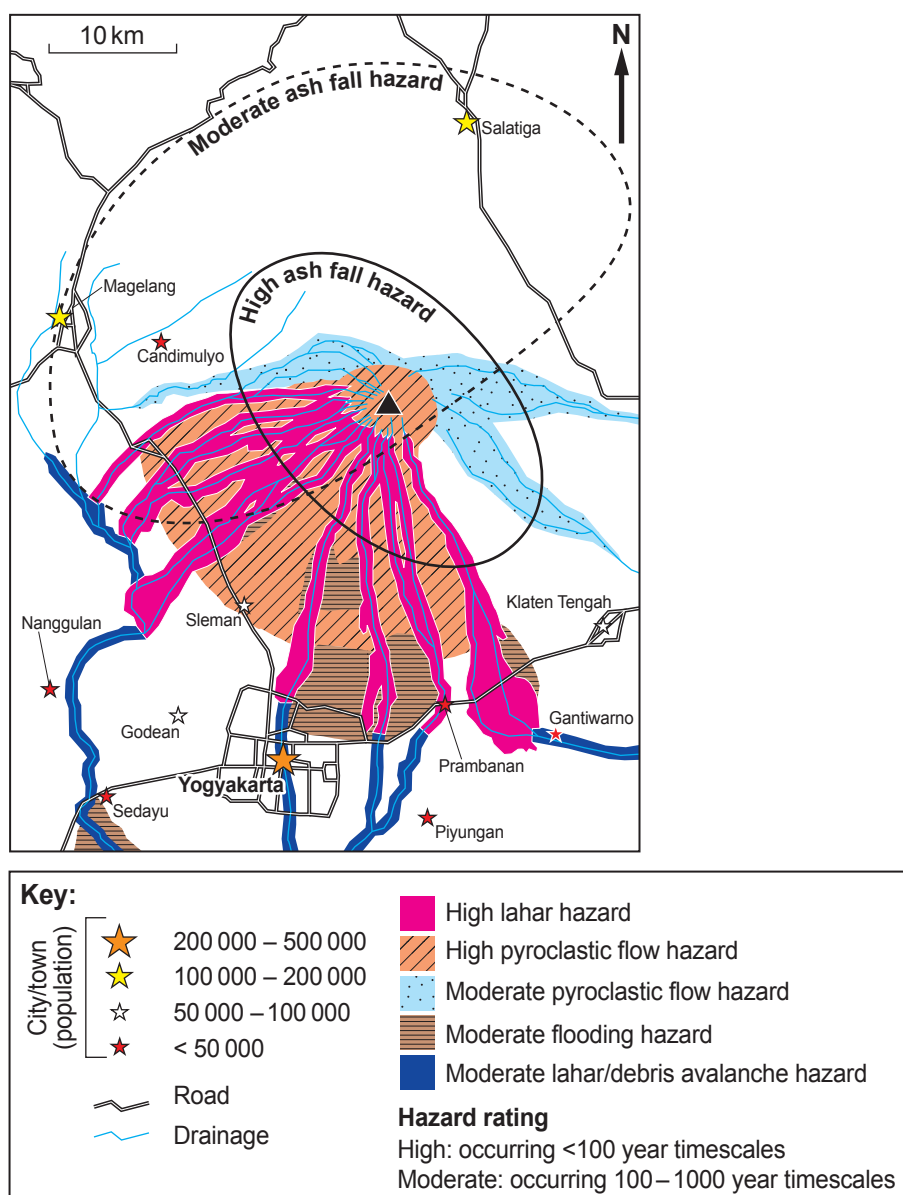 10 km
N
Moderate ash fall hazard
Salatiga
Magelang
High ash fall hazard
Candimulyo
Klaten Tengah
Sleman
Nanggulan
Godean
Gantiwarno
Prambanan
Yogyakarta
Sedayu
Piyungan
Key:
City/town
(population)
200 000 – 500 000
100 000 – 200 000
50 000 – 100 000
< 50 000
Road
Drainage
High lahar hazard
High pyroclastic flow hazard
Moderate pyroclastic flow hazard
Moderate flooding hazard
Moderate lahar/debris avalanche hazard
Hazard rating
High: occurring <100 year timescales
Moderate: occurring 100 – 1000 year timescales